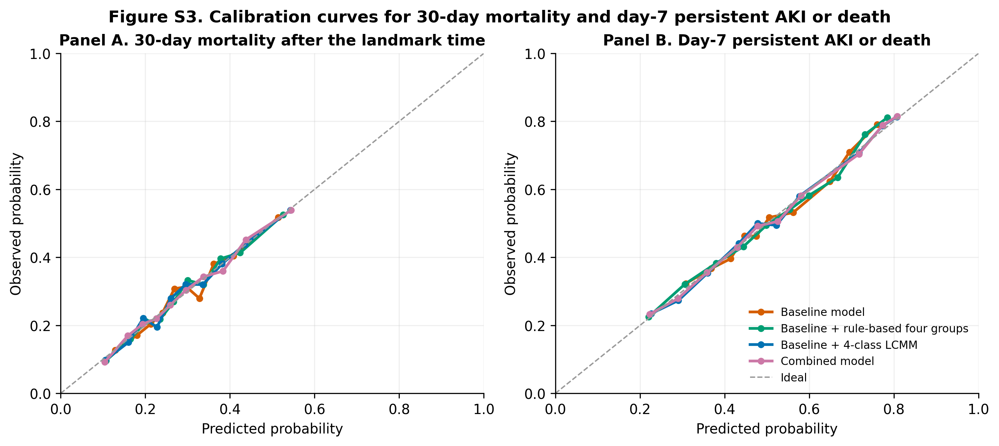 Figure S3. Calibration curves for 30-day mortality and day-7 persistent AKI or death
Panel A. 30-day mortality after the landmark time
1.0
0.8
0.6
0.4
0.2
0.0
Observed probability
0.0 0.2 0.4 0.6 0.8 1.0
Predicted probability
Panel B. Day-7 persistent AKI or death
1.0
0.8
0.6
0.4
0.2
0.0
Observed probability
Baseline model
Baseline + rule-based four groups
Baseline + 4-class LCMM
Combined model
Ideal
0.0 0.2 0.4 0.6 0.8 1.0
Predicted probability